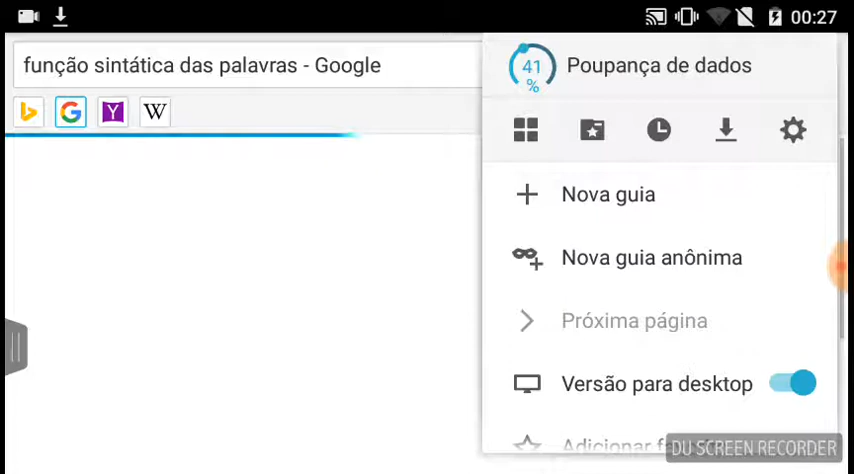 00:27
função sintática das palavras - Google
G Y W
41
%
Poupança de dados
Nova guia
Nova guia anônima
Próxima página
Versão para desktop
Adicionar
DU SCREEN RECORDER